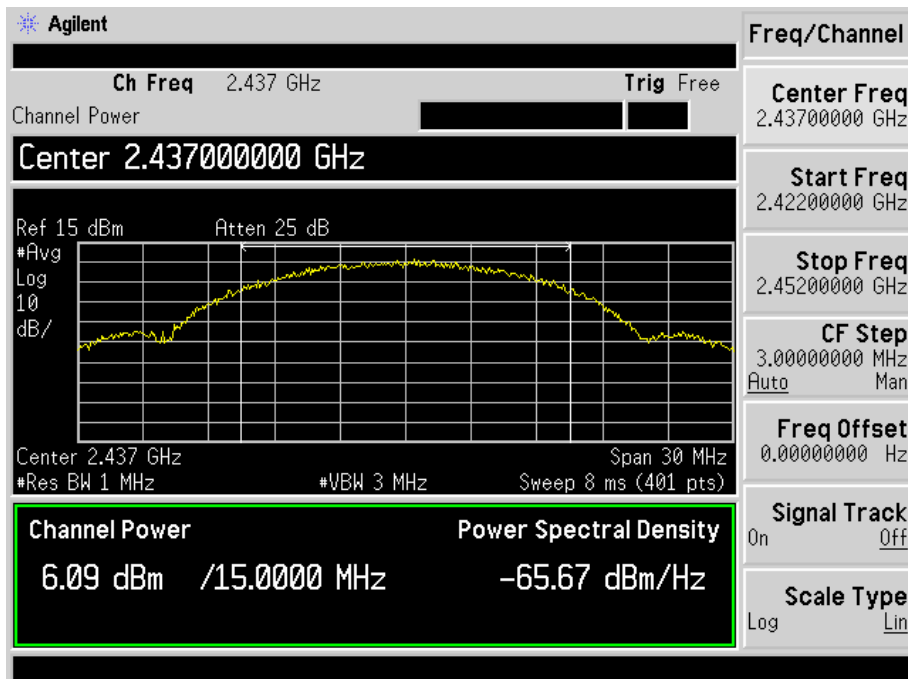 Agilent
Freq/Channel
Ch Freq 2.437 GHz Trig Free
Channel Power
Center 2.437000000 GHz
Ref 15 dBm Atten 25 dB
#Avg
Log
10
dB/
Center 2.437 GHz Span 30 MHz
#Res BW 1 MHz #VBW 3 MHz Sweep 8 ms (401 pts)
Channel Power Power Spectral Density
6.09 dBm /15.0000 MHz -65.67 dBm/Hz
Center Freq
2.43700000 GHz
Start Freq
2.42200000 GHz
Stop Freq
2.45200000 GHz
CF Step
3.00000000 MHz
Auto Man
Freq Offset
0.00000000 Hz
Signal Track
On Off
Scale Type
Log Lin